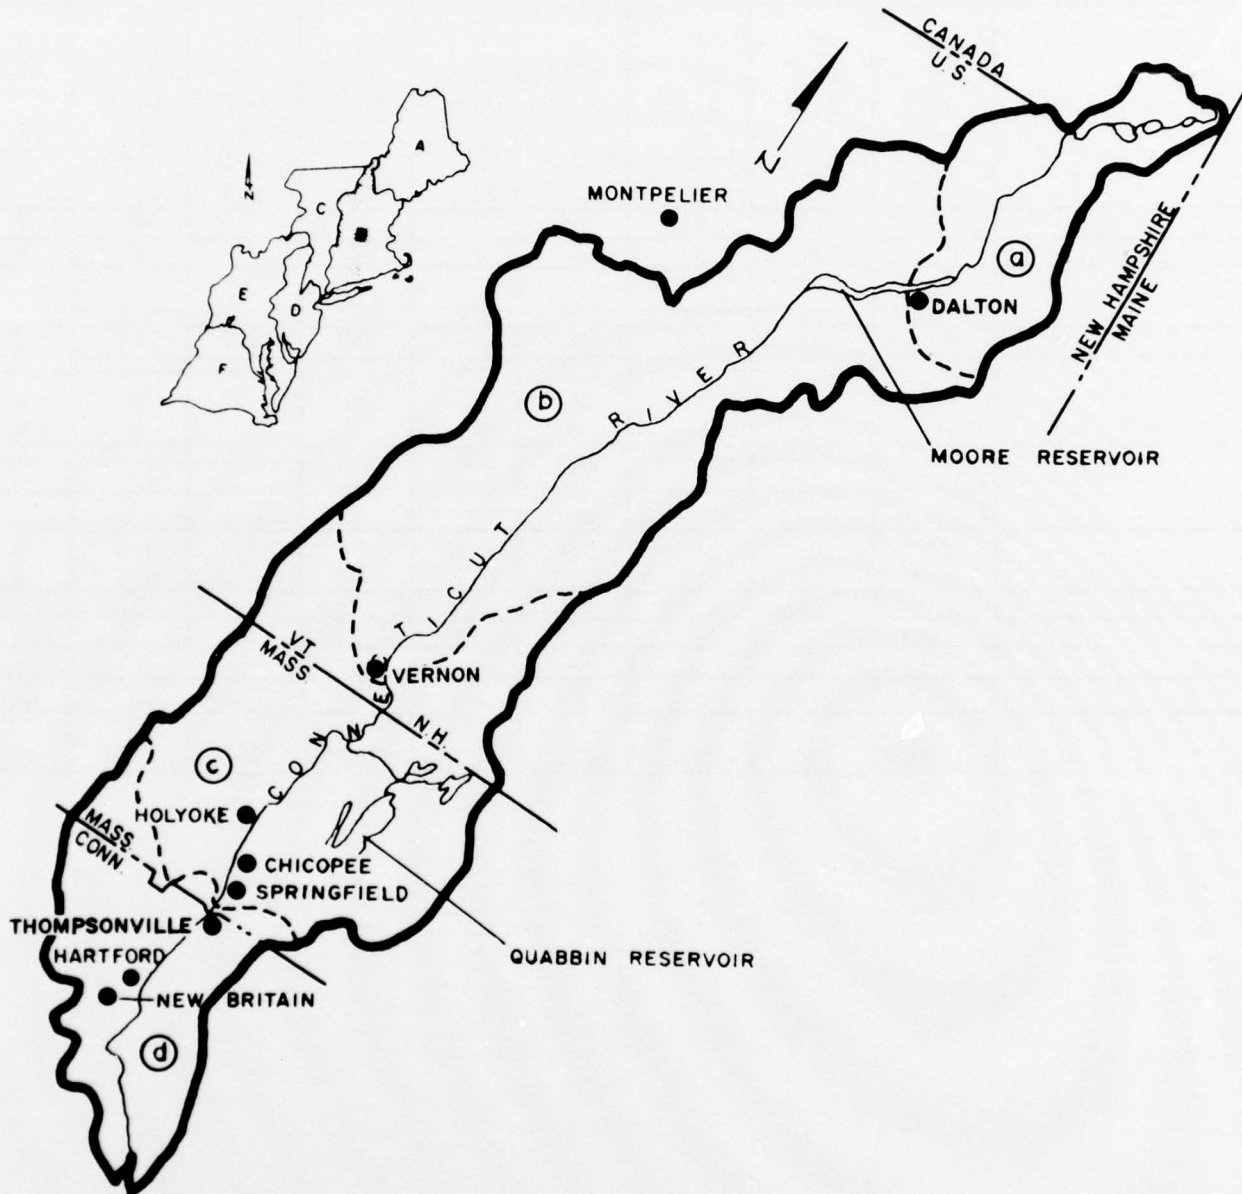 CANADA
U.S.
A
N
C
E
D
F
N
MONTPELIER
a
DALTON
NEW HAMPSHIRE
MAINE
b
MOORE RESERVOIR
CONNECTICUT RIVER
VT.
MASS
N.H.
VERNON
c
HOLYOKE
MASS
CONN
CHICOPEE
SPRINGFIELD
THOMPSONVILLE
QUABBIN RESERVOIR
HARTFORD
NEW BRITAIN
d